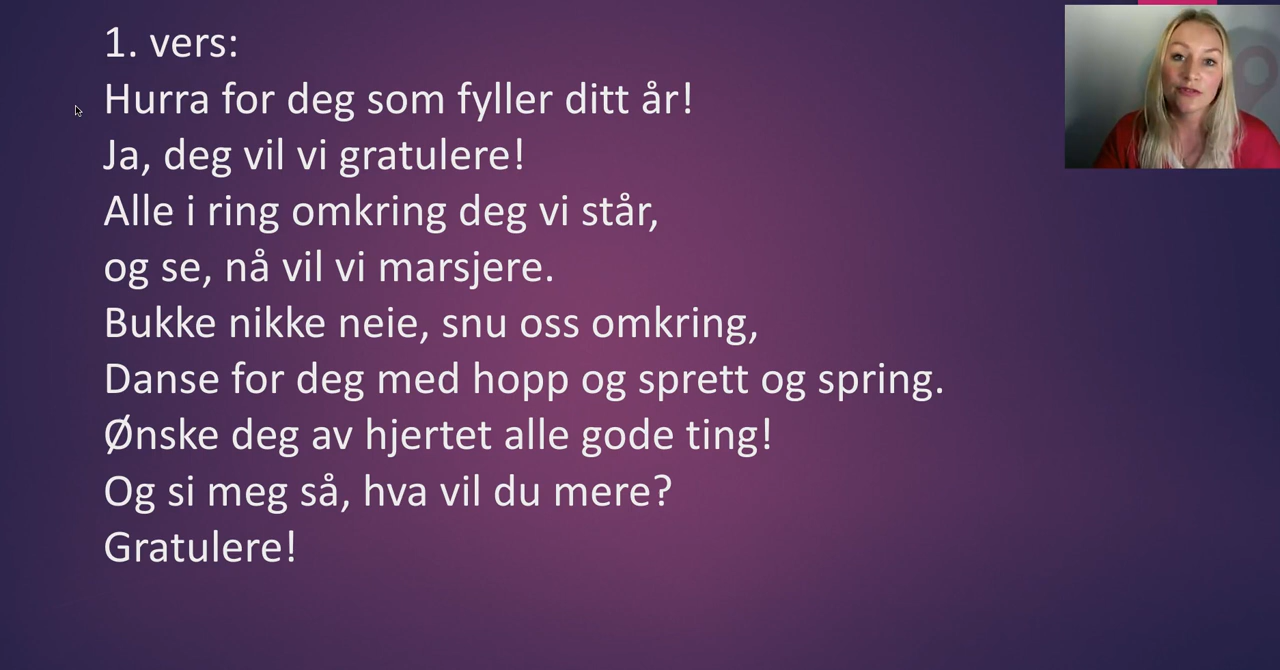 1. vers:
Hurra for deg som fyller ditt år!
Ja, deg vil vi gratulere!
Alle i ring omkring deg vi står,
og se, nå vil vi marsjere.
Bukke nikke neie, snu oss omkring,
Danse for deg med hopp og sprett og spring.
Ønske deg av hjertet alle gode ting!
Og si meg så, hva vil du mere?
Gratulere!